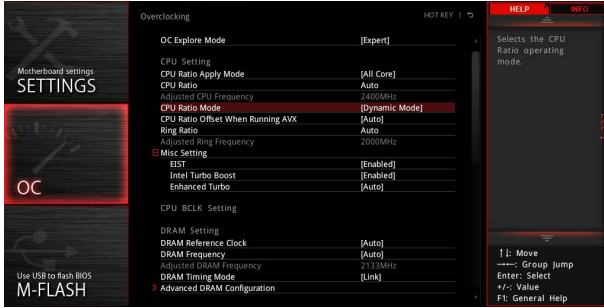 Overclocking
HOT KEY |
OC Explore Mode [Expert]
CPU Setting
CPU Ratio Apply Mode [All Core]
CPU Ratio Auto
Adjusted CPU Frequency 2400MHz
CPU Ratio Mode [Dynamic Mode]
CPU Ratio Offset When Running AVX [Auto]
Ring Ratio Auto
Adjusted Ring Frequency 2000MHz
Misc Setting
EIST [Enabled]
Intel Turbo Boost [Enabled]
Enhanced Turbo [Auto]
CPU BCLK Setting
DRAM Setting
DRAM Reference Clock [Auto]
DRAM Frequency [Auto]
Adjusted DRAM Frequency 2133MHz
DRAM Timing Mode [Link]
Advanced DRAM Configuration
Motherboard settings
SETTINGS
OC
Use USB to flash BIOS
M-FLASH
HELP
INFO
Selects the CPU
Ratio operating
mode.
↑↓: Move
→←: Group Jump
Enter: Select
+/-: Value
F1: General Help